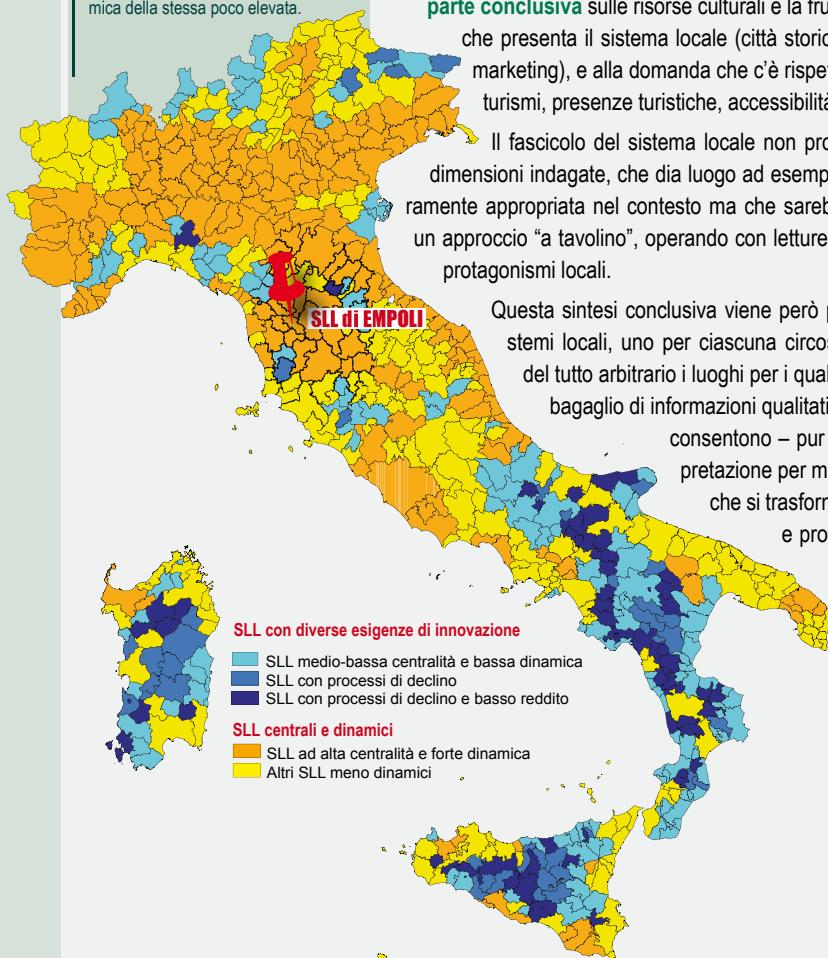 mica della stessa poco elevata.
parte conclusiva sulle risorse culturali e la fru
che presenta il sistema locale (città storic
marketing), e alla domanda che c'è rispet
turismi, presenze turistiche, accessibilità
Il fascicolo del sistema locale non pro
dimensioni indagate, che dia luogo ad esemp
ramente appropriata nel contesto ma che sareb
un approccio “a tavolino”, operando con letture
protagonismi locali.
Questa sintesi conclusiva viene però p
stemi locali, uno per ciascuna circos
del tutto arbitrario i luoghi per i qual
bagaglio di informazioni qualitati
consentono – pur
pretazione per m
che si trasforn
e pro
SLL di EMPOLI
SLL con diverse esigenze di innovazione
SLL medio-bassa centralità e bassa dinamica
SLL con processi di declino
SLL con processi di declino e basso reddito
SLL centrali e dinamici
SLL ad alta centralità e forte dinamica
Altri SLL meno dinamici